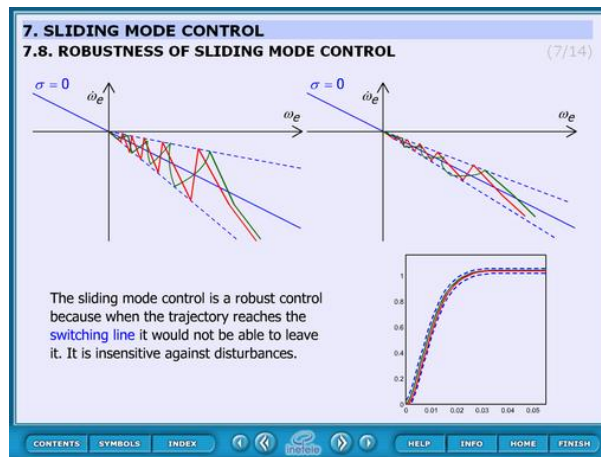 7. SLIDING MODE CONTROL
7.8. ROBUSTNESS OF SLIDING MODE CONTROL (7/14)
σ = 0
ω̇e
ωe
σ = 0
ω̇e
ωe
The sliding mode control is a robust control
because when the trajectory reaches the
switching line it would not be able to leave
it. It is insensitive against disturbances.
1
0.8
0.6
0.4
0.2
0
0 0.01 0.02 0.03 0.04 0.05
CONTENTS SYMBOLS INDEX inetele HELP INFO HOME FINISH